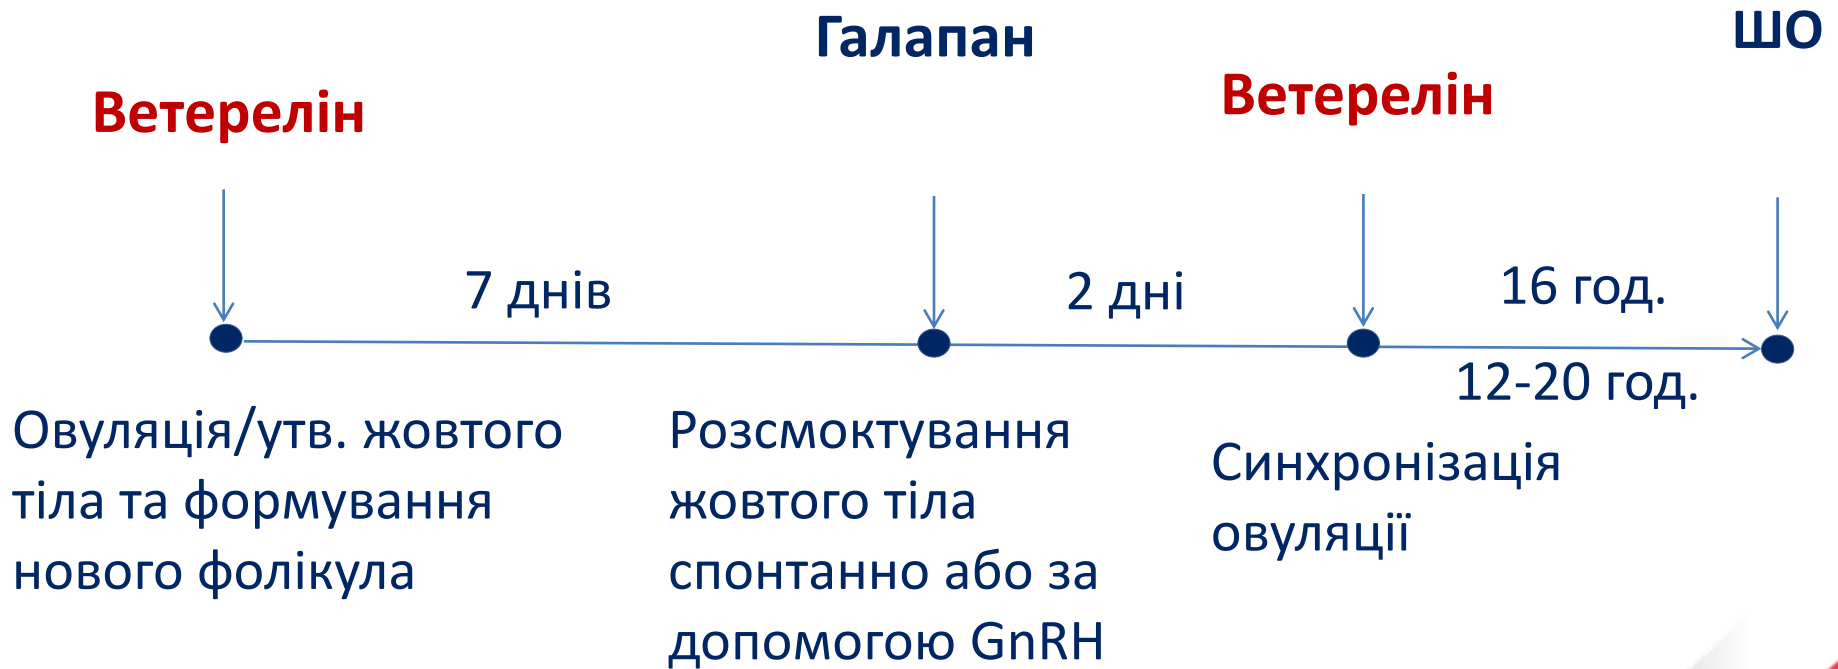 Галапан
ШО
Ветерелін
Ветерелін
7 днів
2 дні
16 год.
12-20 год.
Овуляція/утв. жовтого
тіла та формування
нового фолікула
Розсмоктування
жовтого тіла
спонтанно або за
допомогою GnRH
Синхронізація
овуляції